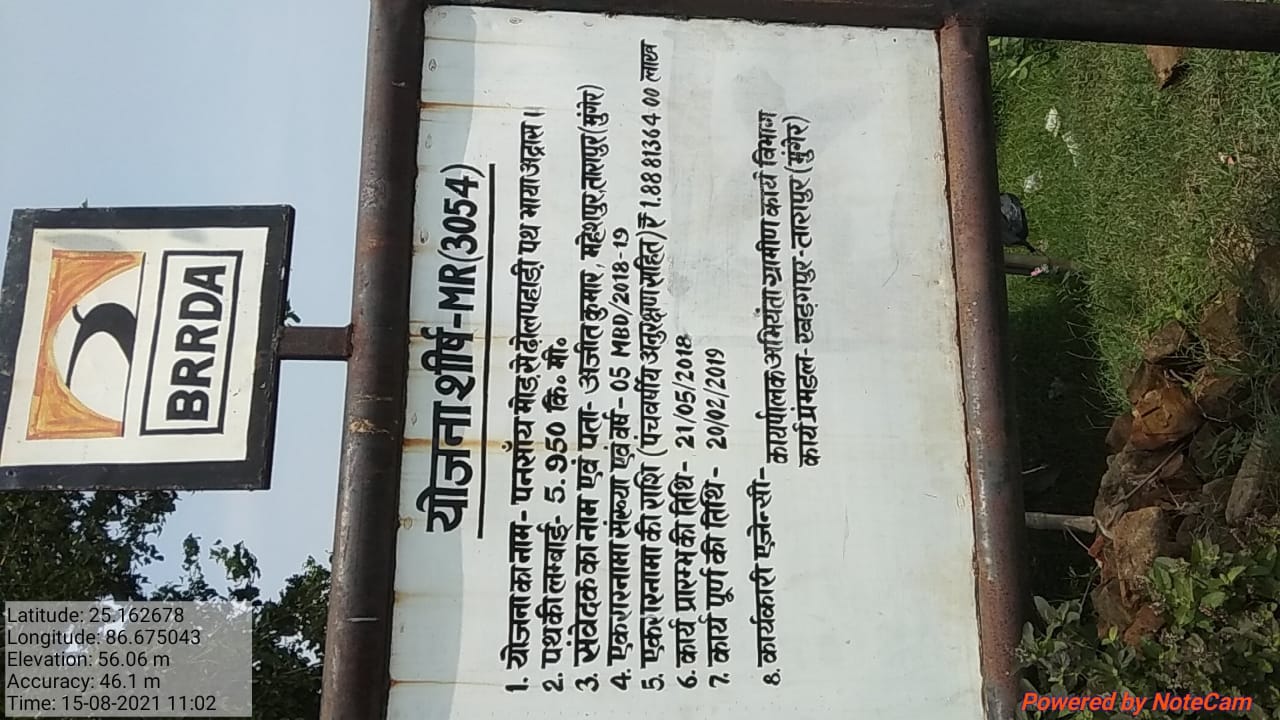 BRRDA
योजना शीर्ष-MR(3054)
1. योजना का नाम- पनसाँय मोड़ से ढोलपहाड़ी पथ भाया अद्रास।
2. पथ की लम्बाई- 5.950 कि० मी०
3. संवेदक का नाम एवं पता- अजीत कुमार, महेशपुर, तारापुर (मुंगेर)
4. एकरारनामा संख्या एवं वर्ष- 05 MBD/2018-19
5. एकरारनामा की राशि (पंचवर्षीय अनुरक्षण सहित) ₹ 1.8881364 00 लाख
6. कार्य प्रारम्भ की तिथि- 21/05/2018
7. कार्य पूर्ण की तिथि- 20/02/2019
8. कार्यकारी एजेन्सी- कार्यपालक अभियंता ग्रामीण कार्य विभाग
कार्य प्रमंडल- खड़गपुर-तारापुर (मुंगेर)
Latitude: 25.162678
Longitude: 86.675043
Elevation: 56.06 m
Accuracy: 46.1 m
Time: 15-08-2021 11:02
Powered by NoteCam